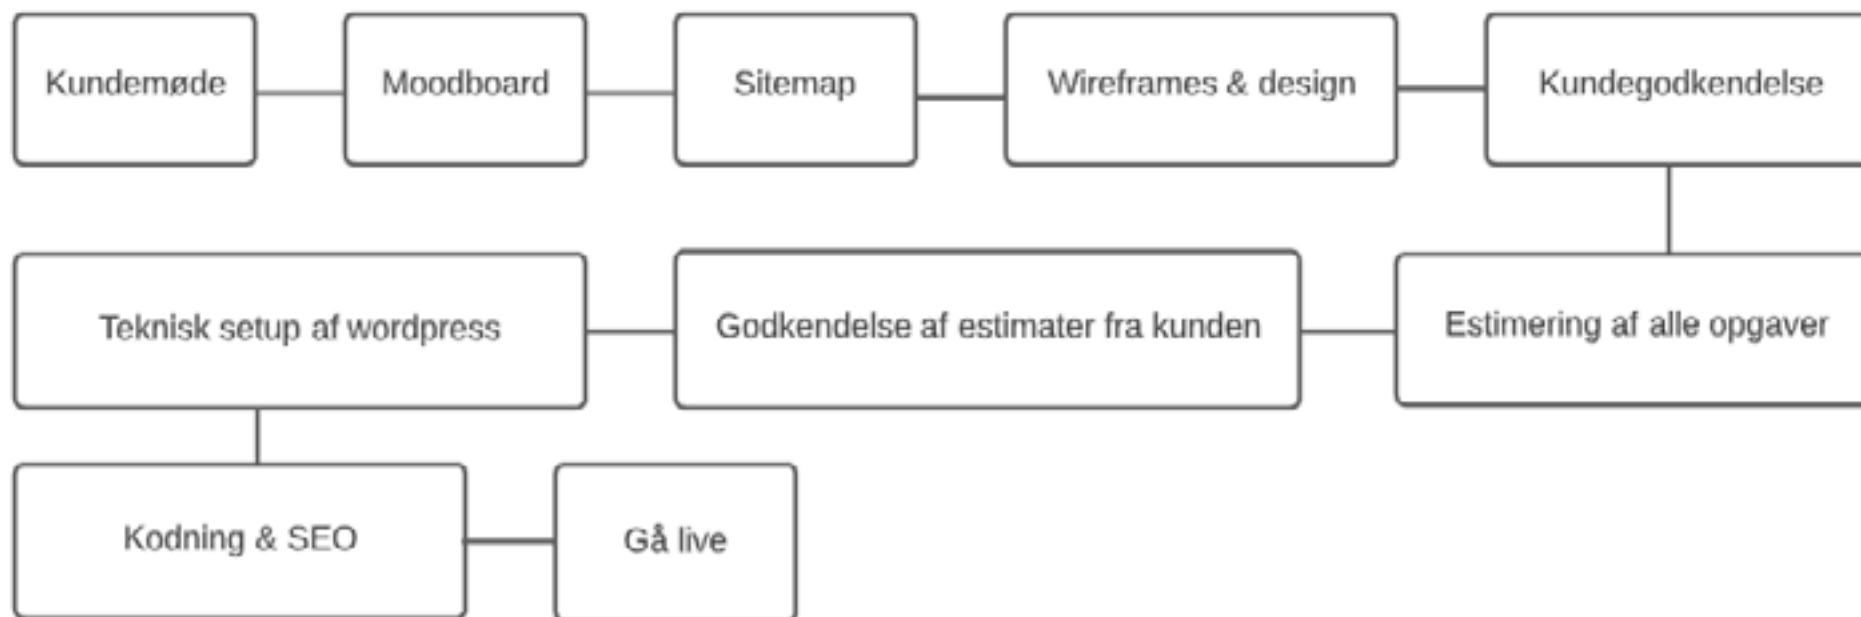 Kundemøde
Moodboard
Sitemap
Wireframes & design
Kundegodkendelse
Estimering af alle opgaver
Godkendelse af estimater fra kunden
Teknisk setup af wordpress
Kodning & SEO
Gå live